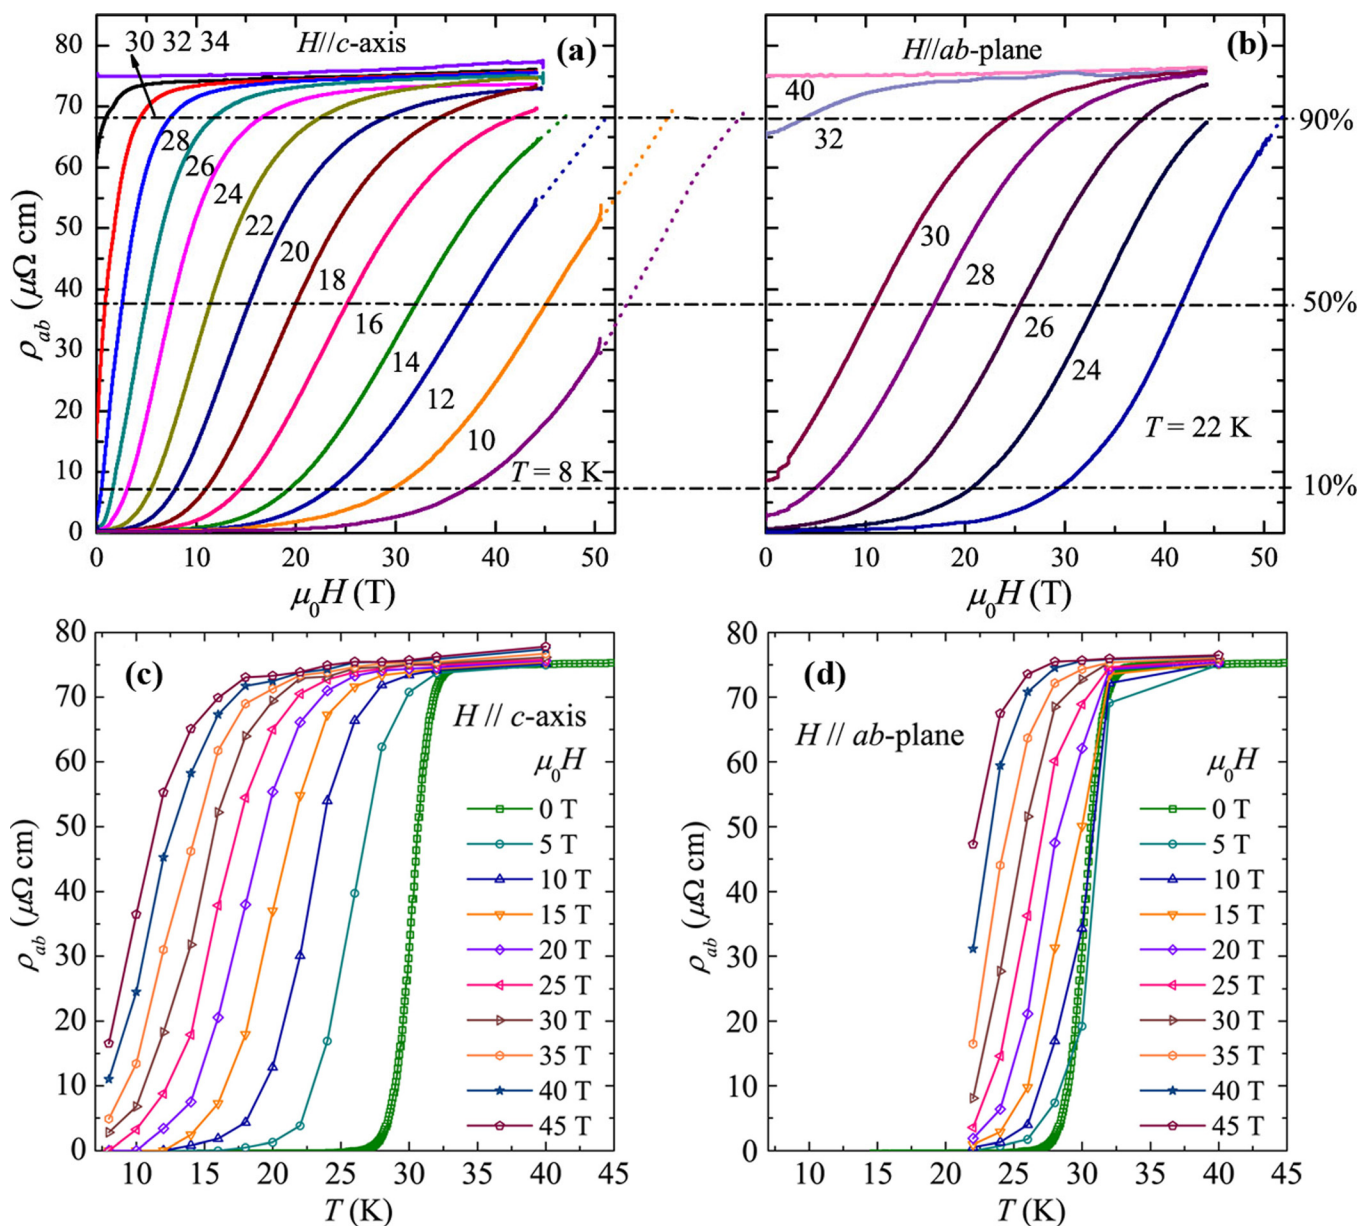 30 32 34
H//c-axis
(a)
28
26
24
22
20
18
16
14
12
10
T = 8 K
80
70
60
50
40
30
20
10
0
ρab (μΩ cm)
0 10 20 30 40 50
μ0H (T)
H//ab-plane
(b)
40
32
30
28
26
24
T = 22 K
90%
50%
10%
0 10 20 30 40 50
μ0H (T)
(c)
H // c-axis
μ0H
0 T
5 T
10 T
15 T
20 T
25 T
30 T
35 T
40 T
45 T
80
70
60
50
40
30
20
10
0
ρab (μΩ cm)
10 15 20 25 30 35 40 45
T (K)
(d)
H // ab-plane
μ0H
0 T
5 T
10 T
15 T
20 T
25 T
30 T
35 T
40 T
45 T
80
70
60
50
40
30
20
10
0
ρab (μΩ cm)
10 15 20 25 30 35 40 45
T (K)